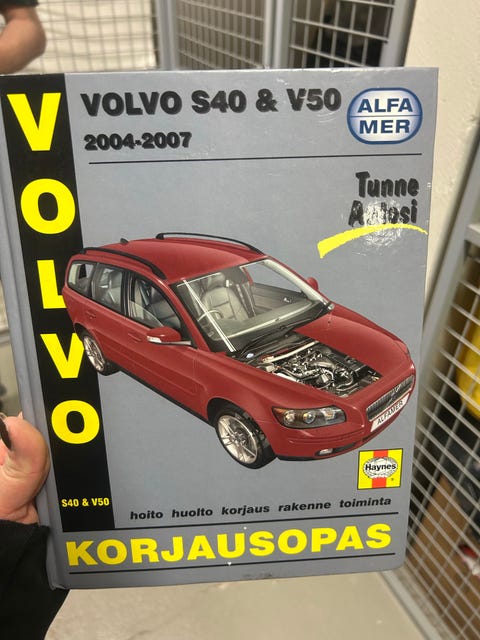 VOLVO
VOLVO S40 & V50
2004-2007
ALFA
MER
Tunne
Autosi
ALFAMER
Haynes
S40 & V50
hoito huolto korjaus rakenne toiminta
KORJAUSOPAS